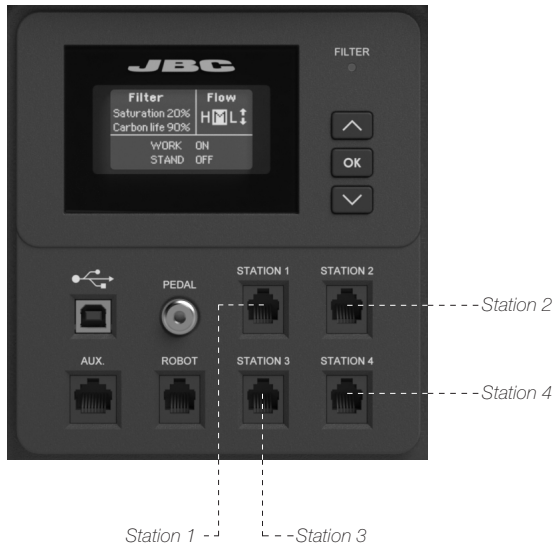 JBC
FILTER
Filter Flow
Saturation 20% H M L
Carbon life 90%
WORK ON
STAND OFF
OK
PEDAL STATION 1 STATION 2
Station 2
AUX. ROBOT STATION 3 STATION 4
Station 4
Station 1 Station 3